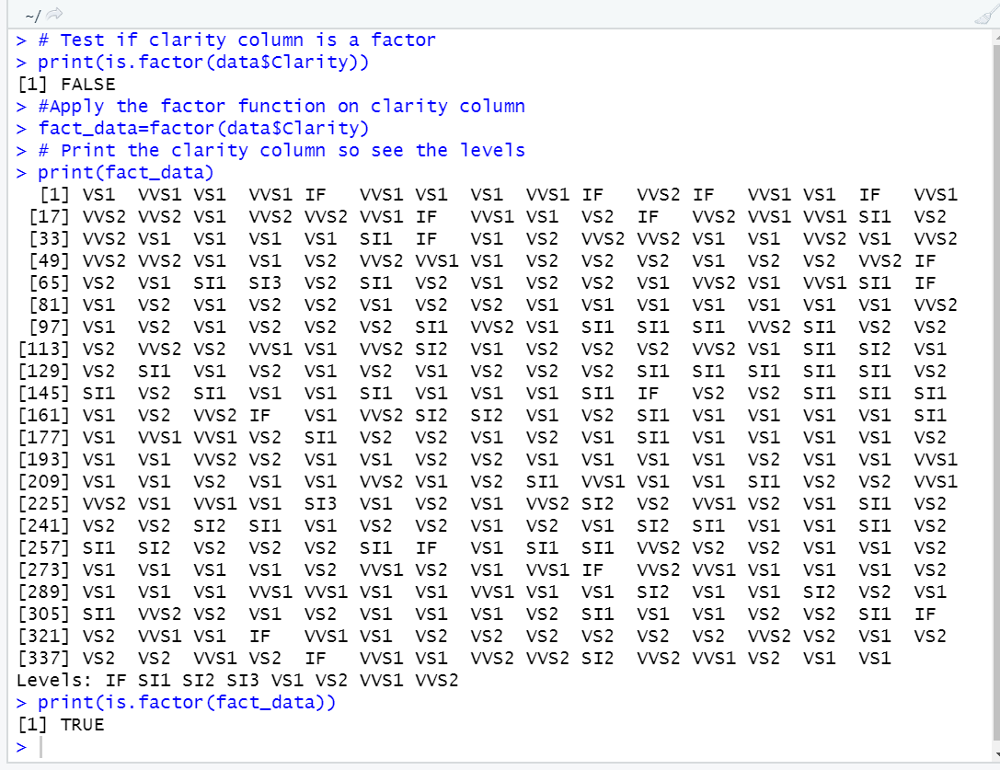 ~/
> # Test if clarity column is a factor
> print(is.factor(data$Clarity))
[1] FALSE
> #Apply the factor function on clarity column
> fact_data=factor(data$Clarity)
> # Print the clarity column so see the levels
> print(fact_data)
[1] VS1 VVS1 VS1 VVS1 IF VVS1 VS1 VS1 VVS1 IF VVS2 IF VVS1 VS1 IF VVS1
[17] VVS2 VVS2 VS1 VVS2 VVS2 VVS1 IF VVS1 VS1 VS2 IF VVS2 VVS1 VVS1 SI1 VS2
[33] VVS2 VS1 VS1 VS1 VS1 SI1 IF VS1 VS2 VVS2 VVS2 VS1 VS1 VVS2 VS1 VVS2
[49] VVS2 VVS2 VS1 VS1 VS2 VVS2 VVS1 VS1 VS2 VS2 VS2 VS1 VS2 VS2 VVS2 IF
[65] VS2 VS1 SI1 SI3 VS2 SI1 VS2 VS1 VS2 VS2 VS1 VVS2 VS1 VVS1 SI1 IF
[81] VS1 VS2 VS1 VS2 VS2 VS1 VS2 VS2 VS1 VS1 VS1 VS1 VS1 VS1 VS1 VVS2
[97] VS1 VS2 VS1 VS2 VS2 VS2 SI1 VVS2 VS1 SI1 SI1 SI1 VVS2 SI1 VS2 VS2
[113] VS2 VVS2 VS2 VVS1 VS1 VVS2 SI2 VS1 VS2 VS2 VS2 VVS2 VS1 SI1 SI2 VS1
[129] VS2 SI1 VS1 VS2 VS1 VS2 VS1 VS2 VS2 VS2 SI1 SI1 SI1 SI1 SI1 VS2
[145] SI1 VS2 SI1 VS1 VS1 SI1 VS1 VS1 VS1 SI1 IF VS2 VS2 SI1 SI1 SI1
[161] VS1 VS2 VVS2 IF VS1 VVS2 SI2 SI2 VS1 VS2 SI1 VS1 VS1 VS1 VS1 SI1
[177] VS1 VVS1 VVS1 VS2 SI1 VS2 VS2 VS1 VS2 VS1 SI1 VS1 VS1 VS1 VS1 VS2
[193] VS1 VS1 VVS2 VS2 VS1 VS1 VS2 VS2 VS1 VS1 VS1 VS1 VS2 VS1 VS1 VVS1
[209] VS1 VS1 VS2 VS1 VS1 VVS2 VS1 VS2 SI1 VVS1 VS1 VS1 SI1 VS2 VS2 VVS1
[225] VVS2 VS1 VVS1 VS1 SI3 VS1 VS2 VS1 VVS2 SI2 VS2 VVS1 VS2 VS1 SI1 VS2
[241] VS2 VS2 SI2 SI1 VS1 VS2 VS2 VS1 VS2 VS1 SI2 SI1 VS1 VS1 SI1 VS2
[257] SI1 SI2 VS2 VS2 VS2 SI1 IF VS1 SI1 SI1 VVS2 VS2 VS2 VS1 VS1 VS2
[273] VS1 VS1 VS1 VS1 VS2 VVS1 VS2 VS1 VVS1 IF VVS2 VVS1 VS1 VS1 VS1 VS2
[289] VS1 VS1 VS1 VVS1 VVS1 VS1 VS1 VVS1 VS1 VS1 SI2 VS1 VS1 SI2 VS2 VS1
[305] SI1 VVS2 VS2 VS1 VS2 VS1 VS1 VS1 VS2 SI1 VS1 VS1 VS2 VS2 SI1 IF
[321] VS2 VVS1 VS1 IF VVS1 VS1 VS2 VS2 VS2 VS2 VS2 VS2 VVS2 VS2 VS1 VS2
[337] VS2 VS2 VVS1 VS2 IF VVS1 VS1 VVS2 VVS2 SI2 VVS2 VVS1 VS2 VS1 VS1
Levels: IF SI1 SI2 SI3 VS1 VS2 VVS1 VVS2
> print(is.factor(fact_data))
[1] TRUE
>